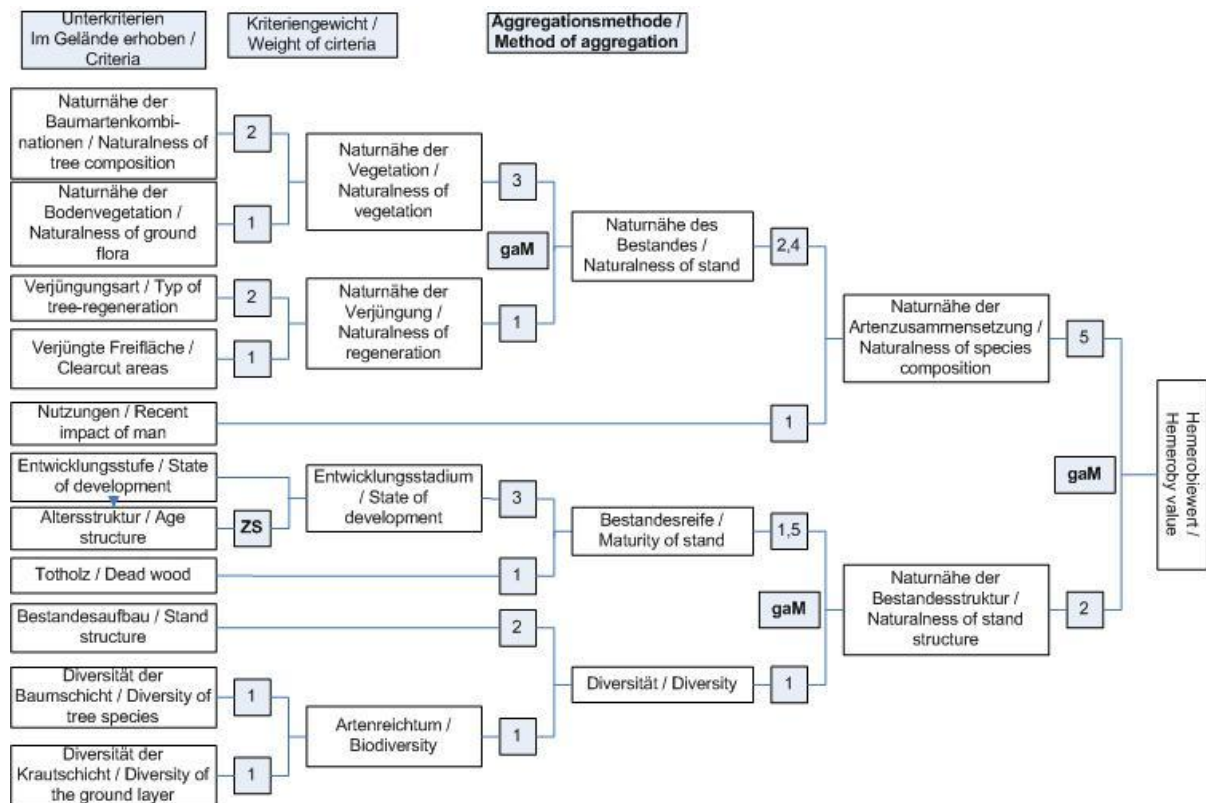 Unterkriterien
Im Gelände erhoben /
Criteria
Kriteriengewicht /
Weight of cirteria
Aggregationsmethode /
Method of aggregation
Naturnähe der
Baumartenkombi-
nationen / Naturalness of
tree composition
2
Naturnähe der
Bodenvegetation /
Naturalness of ground
flora
1
Naturnähe der
Vegetation /
Naturalness of
vegetation
3
Verjüngungsart / Typ of
tree-regeneration
2
Verjüngte Freifläche /
Clearcut areas
1
Naturnähe der
Verjüngung /
Naturalness of
regeneration
1
gaM
Naturnähe des
Bestandes /
Naturalness of stand
2,4
Nutzungen / Recent
impact of man
1
Naturnähe der
Artenzusammensetzung /
Naturalness of species
composition
5
Entwicklungsstufe / State
of development
Altersstruktur / Age
structure
ZS
Entwicklungsstadium
/ State of
development
3
Totholz / Dead wood
1
Bestandesreife /
Maturity of stand
1,5
Bestandesaufbau / Stand
structure
2
Diversität der
Baumschicht / Diversity of
tree species
1
Diversität der
Krautschicht / Diversity of
the ground layer
1
Artenreichtum /
Biodiversity
1
Diversität / Diversity
1
gaM
Naturnähe der
Bestandesstruktur /
Naturalness of stand
structure
2
gaM
Hemerobiewert /
Hemeroby value